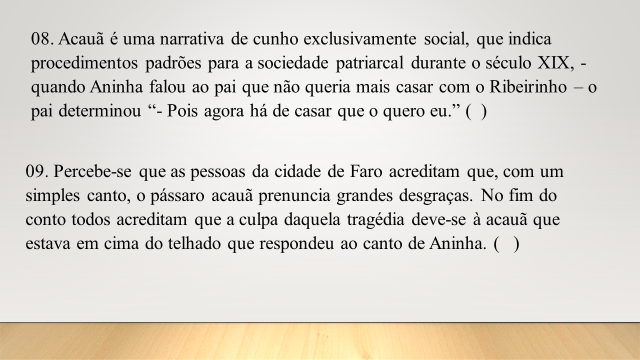 08. Acauã é uma narrativa de cunho exclusivamente social, que indica
procedimentos padrões para a sociedade patriarcal durante o século XIX, -
quando Aninha falou ao pai que não queria mais casar com o Ribeirinho – o
pai determinou “- Pois agora há de casar que o quero eu.” ( )
09. Percebe-se que as pessoas da cidade de Faro acreditam que, com um
simples canto, o pássaro acauã prenuncia grandes desgraças. No fim do
conto todos acreditam que a culpa daquela tragédia deve-se à acauã que
estava em cima do telhado que respondeu ao canto de Aninha. ( )